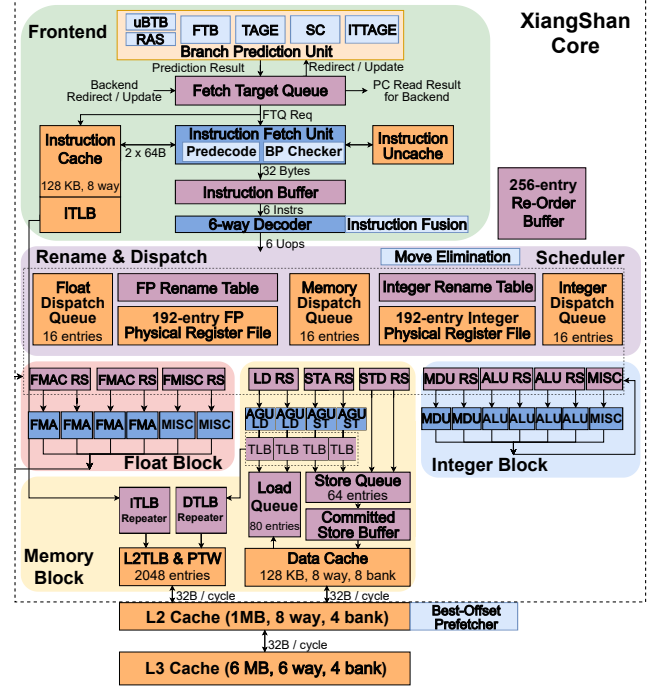 Frontend
uBTB
RAS
FTB
TAGE
SC
ITTAGE
Branch Prediction Unit
XiangShan
Core
Prediction Result
Redirect / Update
Backend
Redirect / Update
Fetch Target Queue
PC Read Result
for Backend
FTQ Req
Instruction
Cache
128 KB, 8 way
ITLB
2 x 64B
Instruction Fetch Unit
Predecode
BP Checker
Instruction
Uncache
32 Bytes
Instruction Buffer
6 Instrs
6-way Decoder
Instruction Fusion
6 Uops
256-entry
Re-Order
Buffer
Rename & Dispatch
Move Elimination
Scheduler
Float
Dispatch
Queue
16 entries
FP Rename Table
192-entry FP
Physical Register File
Memory
Dispatch
Queue
16 entries
Integer Rename Table
192-entry Integer
Physical Register File
Integer
Dispatch
Queue
16 entries
FMAC RS
FMAC RS
FMISC RS
FMA
FMA
FMA
FMA
MISC
MISC
Float Block
LD RS
STA RS
STD RS
AGU
LD
AGU
LD
AGU
ST
AGU
ST
TLB
TLB
TLB
TLB
MDU RS
ALU RS
ALU RS
MISC
MDU
MDU
ALU
ALU
ALU
ALU
MISC
Integer Block
Load
Queue
80 entries
Store Queue
64 entries
Committed
Store Buffer
ITLB
Repeater
DTLB
Repeater
Memory
Block
L2TLB & PTW
2048 entries
Data Cache
128 KB, 8 way, 8 bank
32B / cycle
32B / cycle
L2 Cache (1MB, 8 way, 4 bank)
Best-Offset
Prefetcher
32B / cycle
L3 Cache (6 MB, 6 way, 4 bank)